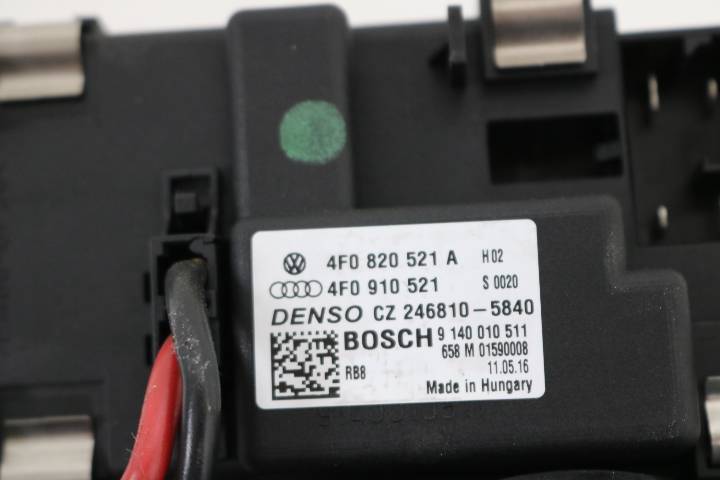 4F0 820 521 A H02
4F0 910 521 S 0020
DENSO CZ 246810-5840
BOSCH 9 140 010 511
658 M 01590008
RB8 11.05.16
Made in Hungary